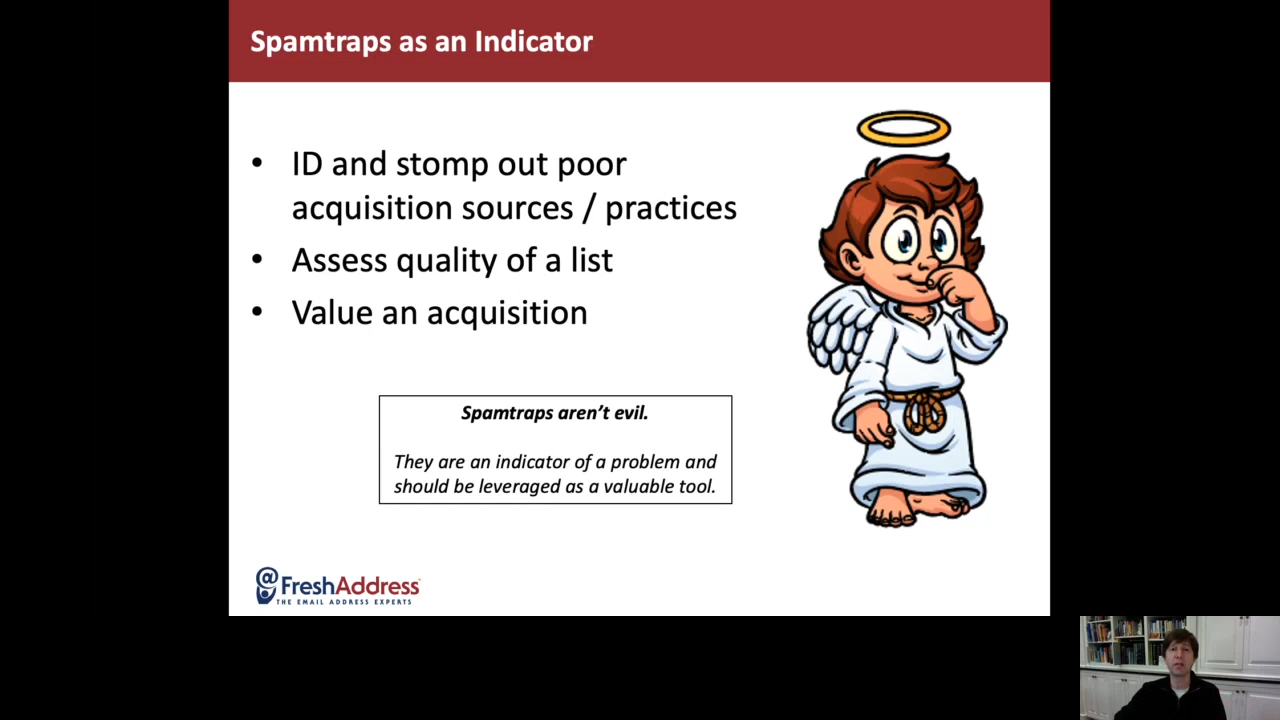 Spamtraps as an Indicator
• ID and stomp out poor
acquisition sources / practices
• Assess quality of a list
• Value an acquisition
Spamtraps aren’t evil.
They are an indicator of a problem and
should be leveraged as a valuable tool.
@FreshAddress
THE EMAIL ADDRESS EXPERTS